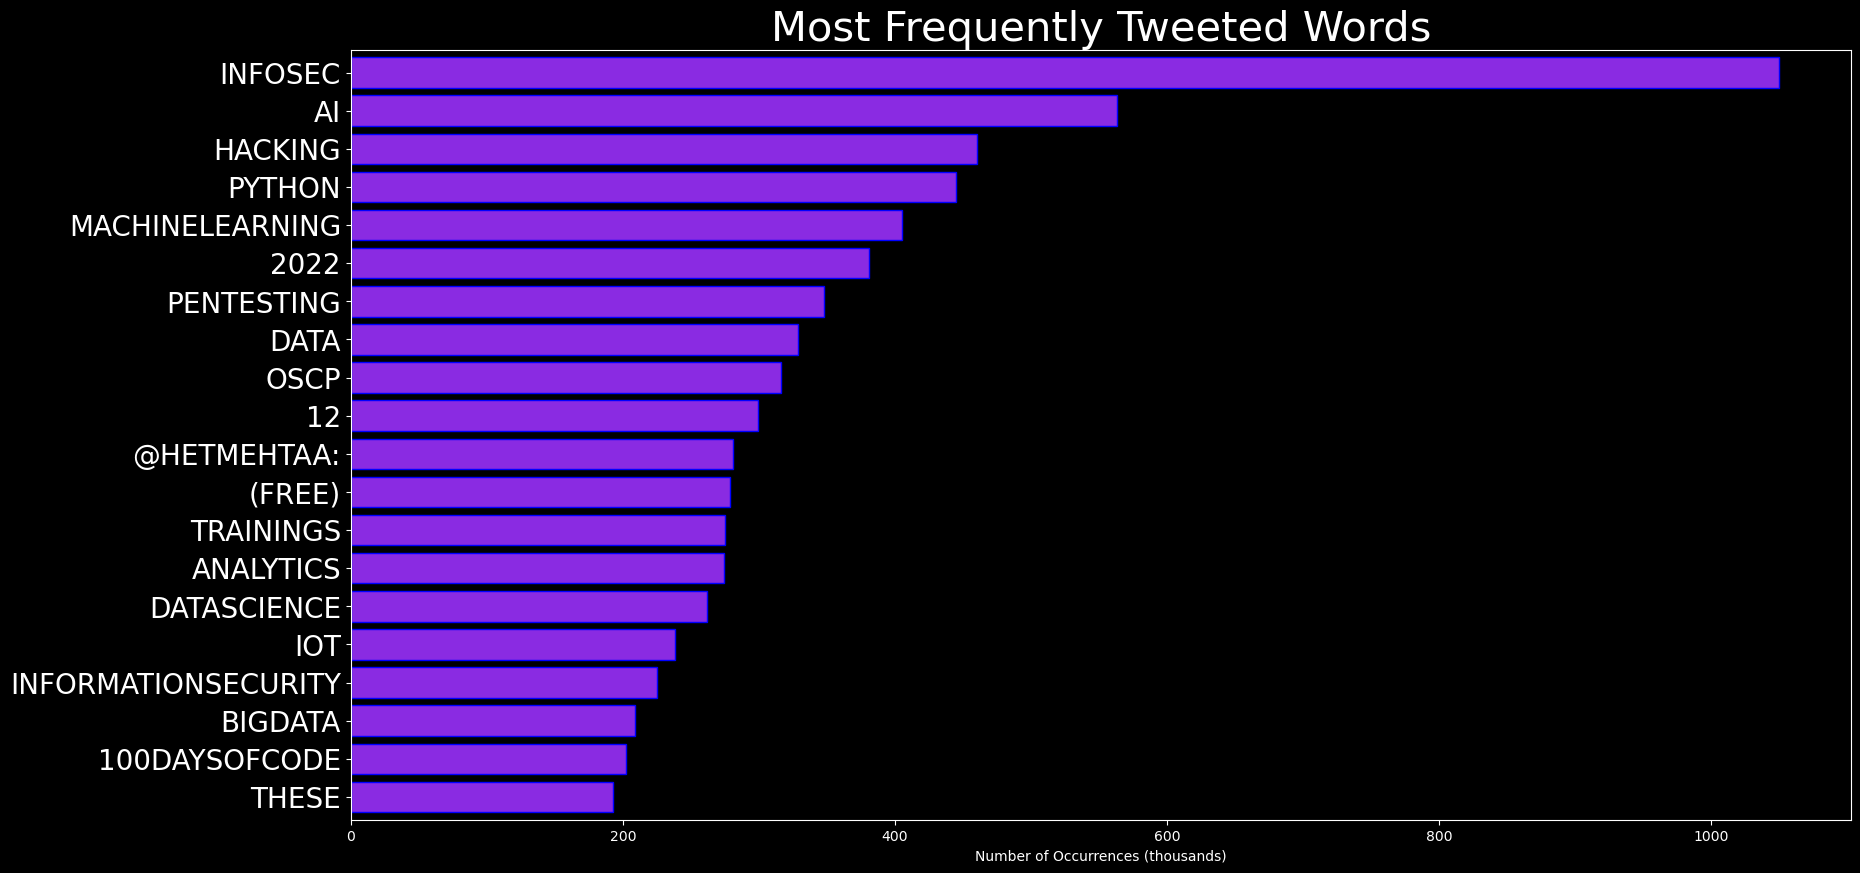 Most Frequently Tweeted Words
INFOSEC
AI
HACKING
PYTHON
MACHINELEARNING
2022
PENTESTING
DATA
OSCP
12
@HETMEHTAA:
(FREE)
TRAININGS
ANALYTICS
DATASCIENCE
IOT
INFORMATIONSECURITY
BIGDATA
100DAYSOFCODE
THESE
0 200 400 600 800 1000
Number of Occurrences (thousands)